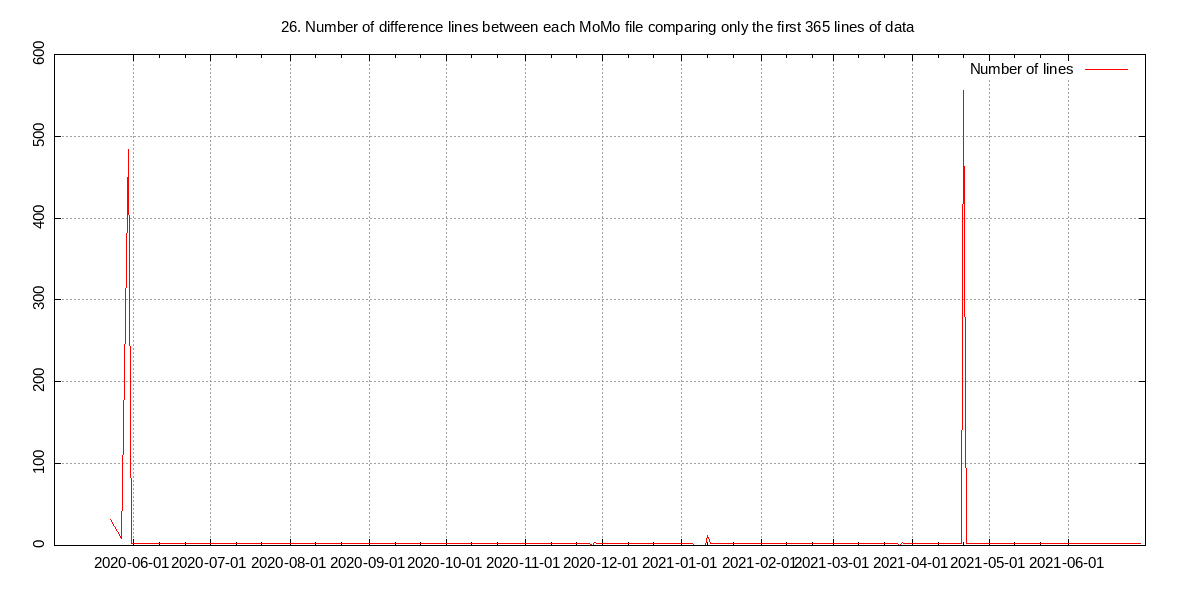 26. Number of difference lines between each MoMo file comparing only the first 365 lines of data
Number of lines
600
500
400
300
200
100
0
2020-06-01 2020-07-01 2020-08-01 2020-09-01 2020-10-01 2020-11-01 2020-12-01 2021-01-01 2021-02-01 2021-03-01 2021-04-01 2021-05-01 2021-06-01